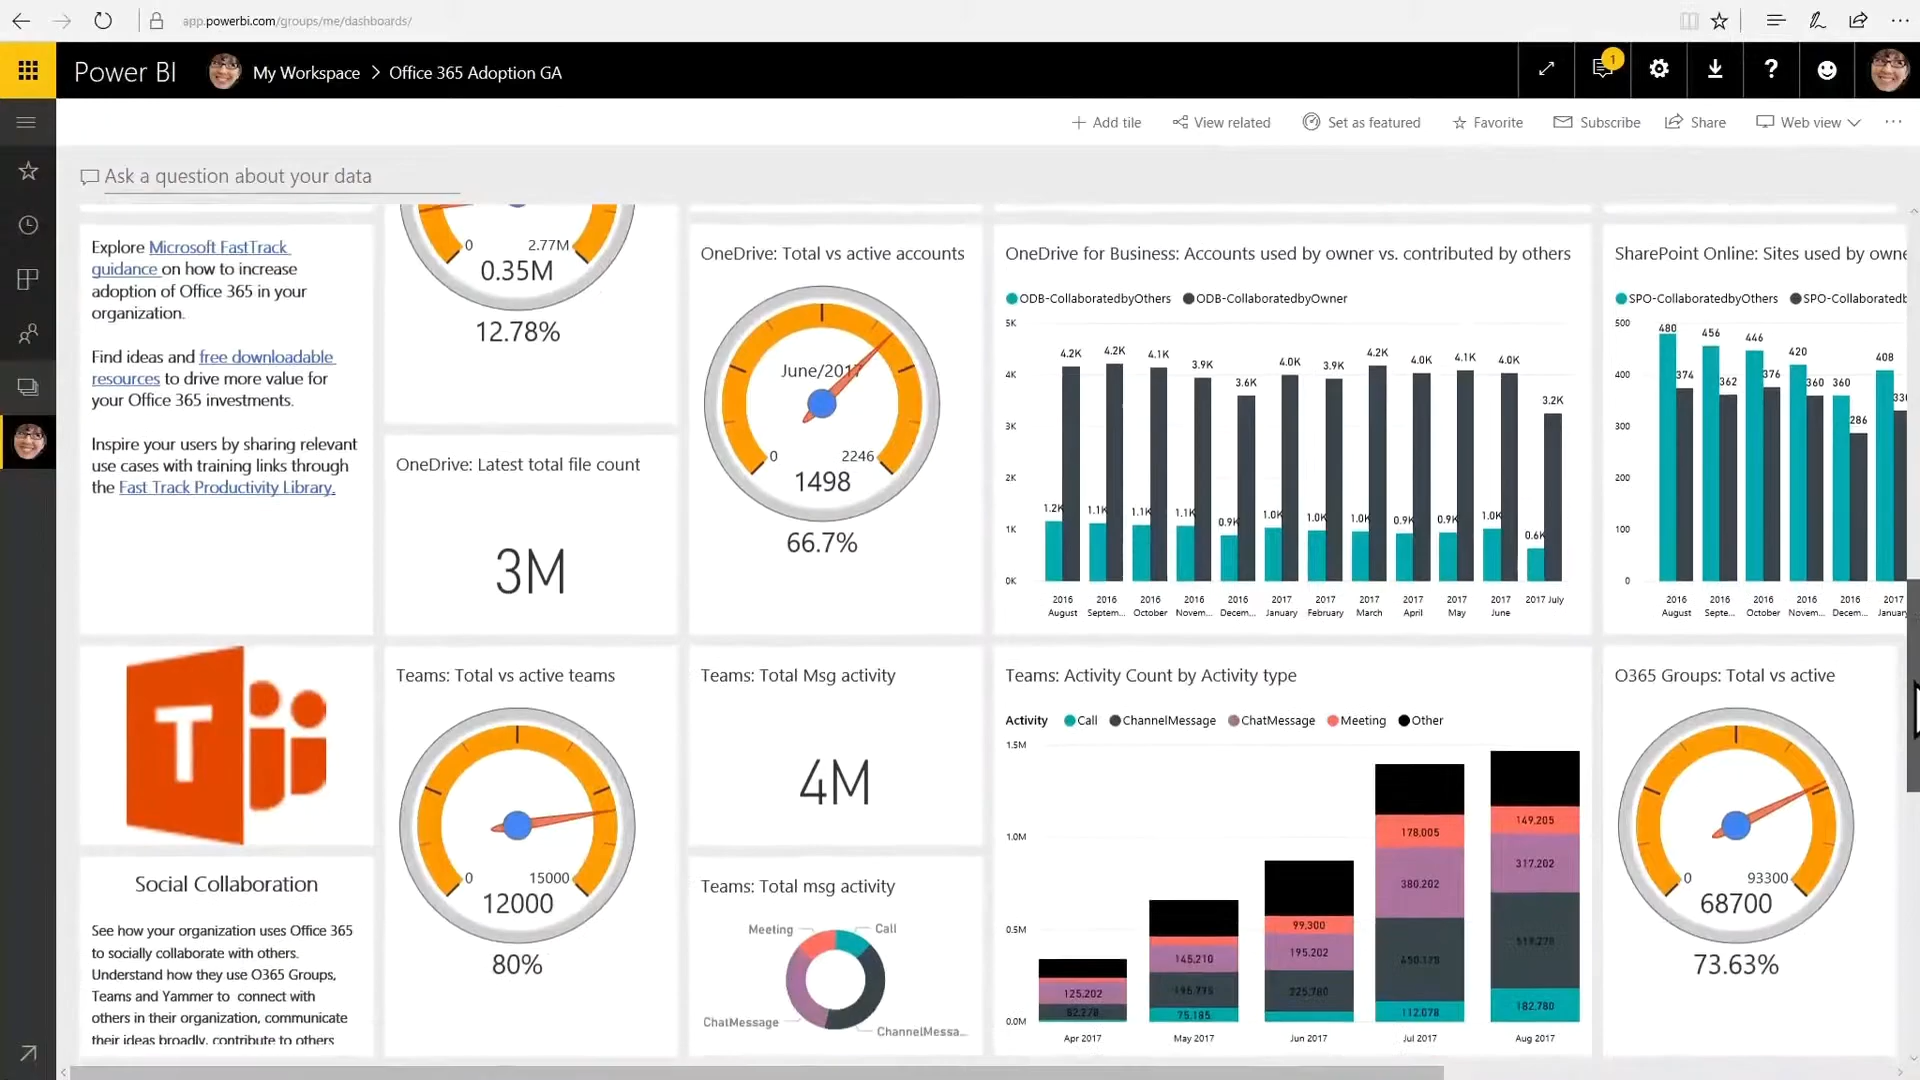 app.powerbi.com/groups/me/dashboards/
Power BI
My Workspace > Office 365 Adoption GA
1
?
+ Add tile
View related
Set as featured
Favorite
Subscribe
Share
Web view
Ask a question about your data
Explore Microsoft FastTrack
guidance on how to increase
adoption of Office 365 in your
organization.
Find ideas and free downloadable
resources to drive more value for
your Office 365 investments.
Inspire your users by sharing relevant
use cases with training links through
the Fast Track Productivity Library.
0
2.77M
0.35M
12.78%
OneDrive: Latest total file count
3M
OneDrive: Total vs active accounts
June/2017
0
2246
1498
66.7%
OneDrive for Business: Accounts used by owner vs. contributed by others
ODB-CollaboratedbyOthers ODB-CollaboratedbyOwner
5K
4K
3K
2K
1K
0K
4.2K 4.2K 4.1K 3.9K 3.6K 4.0K 3.9K 4.2K 4.0K 4.1K 4.0K 3.2K
1.2K 1.1K 1.1K 1.1K 0.9K 1.0K 1.0K 1.0K 0.9K 0.9K 1.0K 0.6K
2016 2016 2016 2016 2016 2017 2017 2017 2017 2017 2017 2017 July
August Septem... October Novem... Decem... January February March April May June
SharePoint Online: Sites used by owne
SPO-CollaboratedbyOthers SPO-Collaboratedb
500
400
300
200
100
0
480 456 446 420 360 408
374 362 376 360 286 330
2016 2016 2016 2016 2016 2017
August Septe... October Novem... Decem... Januar
T
Social Collaboration
See how your organization uses Office 365
to socially collaborate with others.
Understand how they use O365 Groups,
Teams and Yammer to connect with
others in their organization, communicate
their ideas broadly, contribute to others
Teams: Total vs active teams
0
15000
12000
80%
Teams: Total Msg activity
4M
Teams: Total msg activity
Meeting
Call
ChatMessage
ChannelMessa...
Teams: Activity Count by Activity type
Activity Call ChannelMessage ChatMessage Meeting Other
1.5M
1.0M
0.5M
0.0M
125,202
145,210
75,185
99,300
195,202
225,780
178,005
380,202
450,175
112,078
149,205
317,202
182,780
Apr 2017 May 2017 Jun 2017 Jul 2017 Aug 2017
O365 Groups: Total vs active
0
93300
68700
73.63%